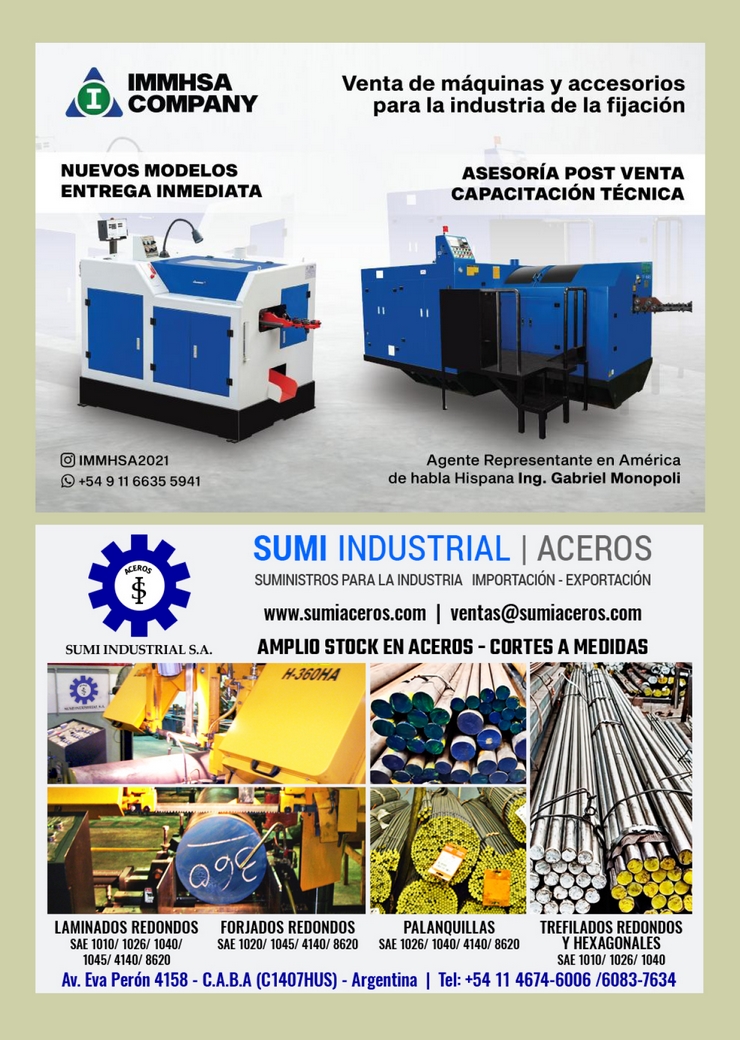 IMMHSA
COMPANY
Venta de máquinas y accesorios
para la industria de la fijación
NUEVOS MODELOS
ENTREGA INMEDIATA
ASESORÍA POST VENTA
CAPACITACIÓN TÉCNICA
IMMHSA2021
+54 9 11 6635 5941
Agente Representante en América
de habla Hispana Ing. Gabriel Monopoli
ACEROS
SUMI INDUSTRIAL S.A.
SUMI INDUSTRIAL | ACEROS
SUMINISTROS PARA LA INDUSTRIA IMPORTACIÓN - EXPORTACIÓN
www.sumiaceros.com | ventas@sumiaceros.com
AMPLIO STOCK EN ACEROS - CORTES A MEDIDAS
H-360HA
SUMI INDUSTRIAL S.A.
360
LAMINADOS REDONDOS
SAE 1010/ 1026/ 1040/
1045/ 4140/ 8620
FORJADOS REDONDOS
SAE 1020/ 1045/ 4140/ 8620
PALANQUILLAS
SAE 1026/ 1040/ 4140/ 8620
TREFILADOS REDONDOS
Y HEXAGONALES
SAE 1010/ 1026/ 1040
Av. Eva Perón 4158 - C.A.B.A (C1407HUS) - Argentina | Tel: +54 11 4674-6006 /6083-7634